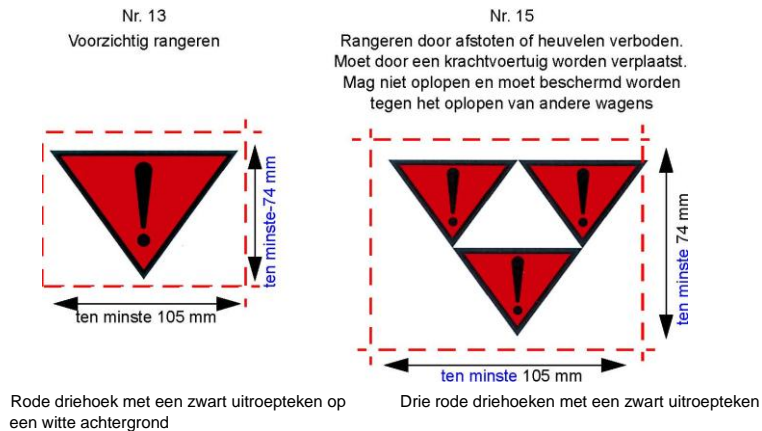 Nr. 13
Voorzichtig rangeren
ten minste-74 mm
ten minste 105 mm
Rode driehoek met een zwart uitroepteken op
een witte achtergrond
Nr. 15
Rangeren door afstoten of heuvelen verboden.
Moet door een krachtvoertuig worden verplaatst.
Mag niet oplopen en moet beschermd worden
tegen het oplopen van andere wagens
ten minste 74 mm
ten minste 105 mm
Drie rode driehoeken met een zwart uitroepteken